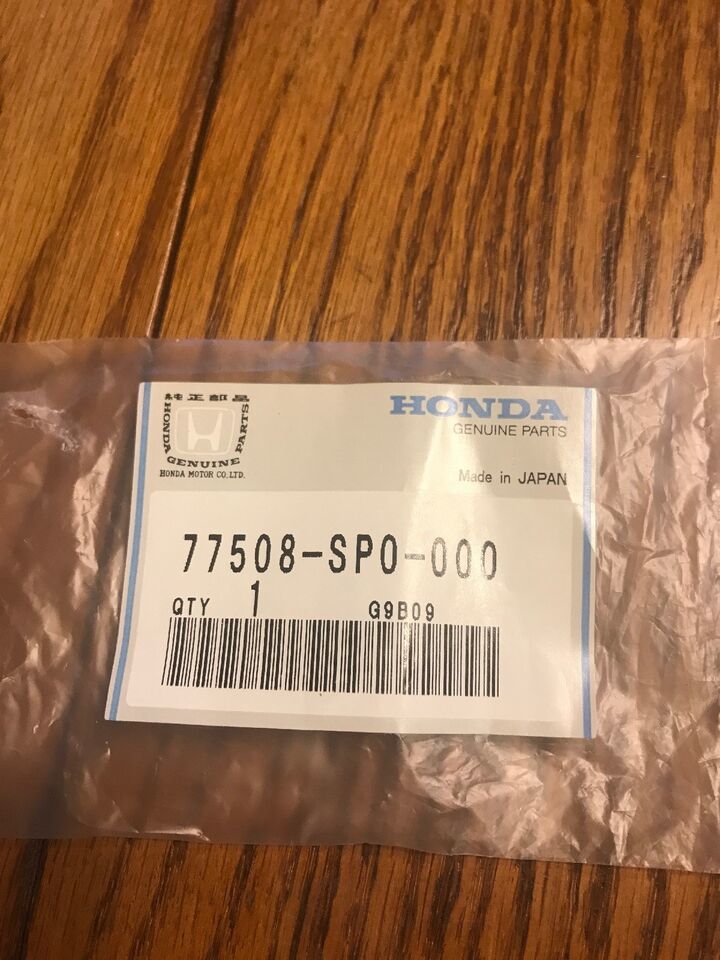 純正部品
HONDA GENUINE PARTS
HONDA MOTOR CO.,LTD.
HONDA
GENUINE PARTS
Made in JAPAN
77508-SP0-000
QTY 1 G9B09